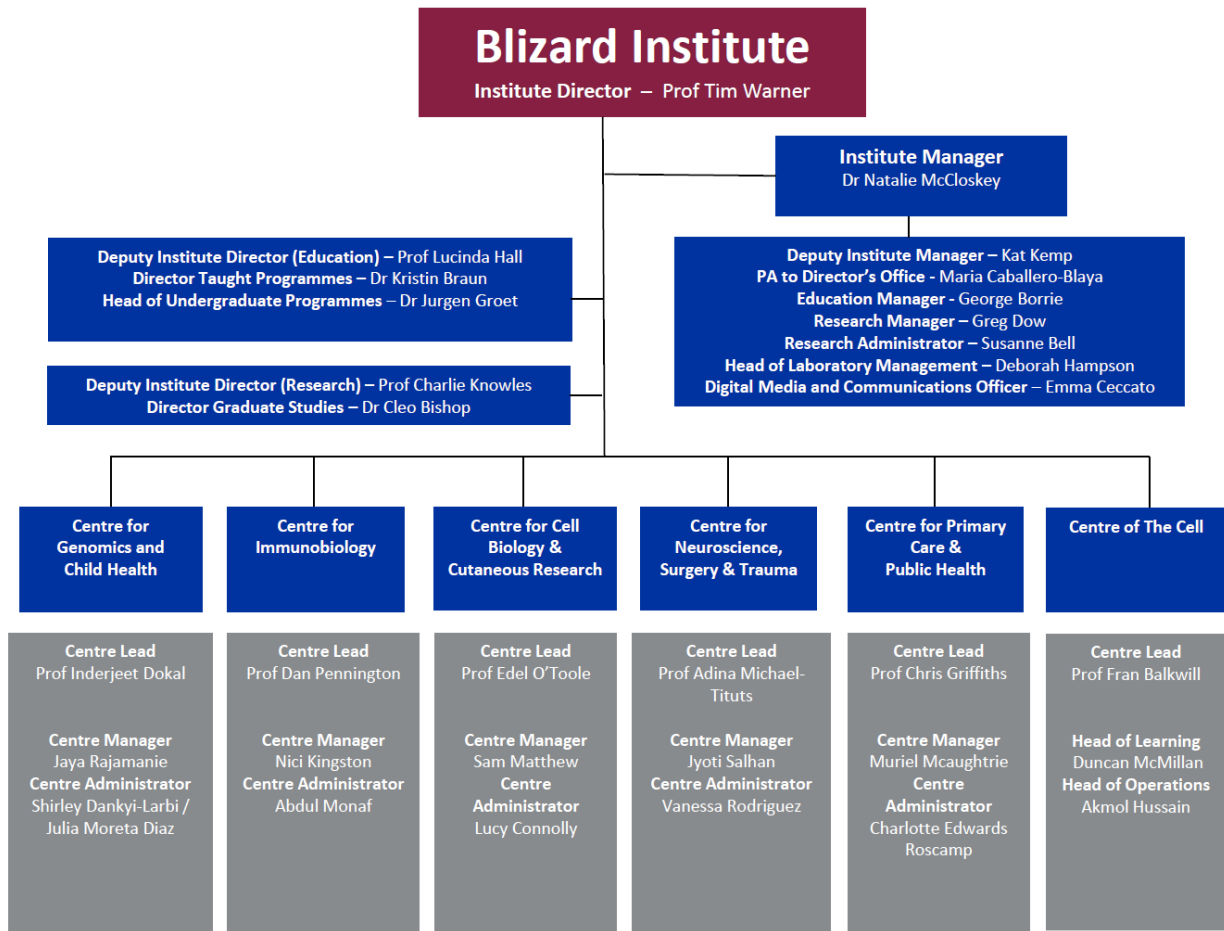 Blizard Institute
Institute Director – Prof Tim Warner
Institute Manager
Dr Natalie McCloskey
Deputy Institute Director (Education) – Prof Lucinda Hall
Director Taught Programmes – Dr Kristin Braun
Head of Undergraduate Programmes – Dr Jurgen Groet
Deputy Institute Manager – Kat Kemp
PA to Director's Office - Maria Caballero-Blaya
Education Manager - George Borrie
Research Manager – Greg Dow
Research Administrator – Susanne Bell
Head of Laboratory Management – Deborah Hampson
Digital Media and Communications Officer – Emma Ceccato
Deputy Institute Director (Research) – Prof Charlie Knowles
Director Graduate Studies – Dr Cleo Bishop
Centre for
Genomics and
Child Health
Centre for
Immunobiology
Centre for Cell
Biology &
Cutaneous Research
Centre for
Neuroscience,
Surgery & Trauma
Centre for Primary
Care &
Public Health
Centre of The Cell
Centre Lead
Prof Inderjeet Dokal
Centre Manager
Jaya Rajamanie
Centre Administrator
Shirley Dankyi-Larbi /
Julia Moreta Diaz
Centre Lead
Prof Dan Pennington
Centre Manager
Nici Kingston
Centre Administrator
Abdul Monaf
Centre Lead
Prof Edel O'Toole
Centre Manager
Sam Matthew
Centre
Administrator
Lucy Connolly
Centre Lead
Prof Adina Michael-
Tituts
Centre Manager
Jyoti Salhan
Centre Administrator
Vanessa Rodriguez
Centre Lead
Prof Chris Griffiths
Centre Manager
Muriel Mcaughtrie
Centre
Administrator
Charlotte Edwards
Roscamp
Centre Lead
Prof Fran Balkwill
Head of Learning
Duncan McMillan
Head of Operations
Akmol Hussain